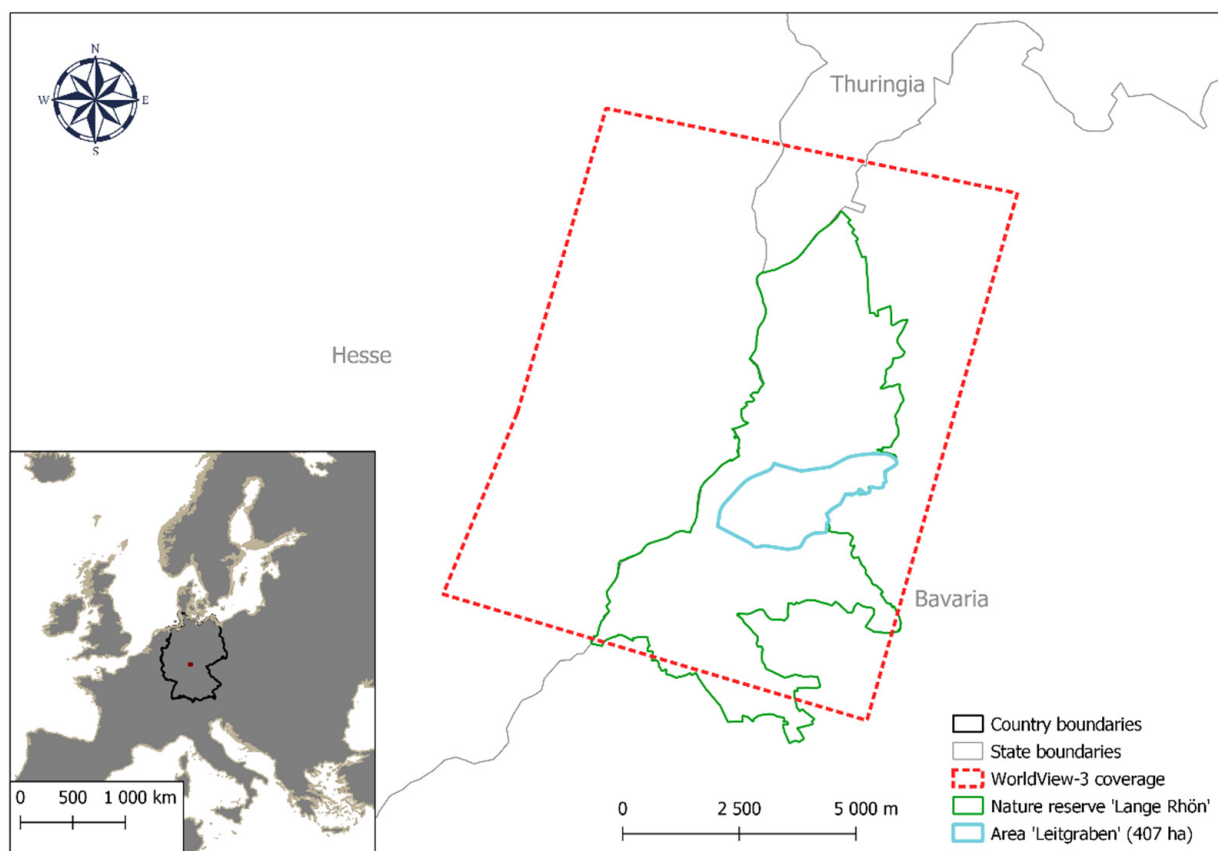 N
W E
S
Thuringia
Hesse
Bavaria
0 500 1 000 km
0 2 500 5 000 m
Country boundaries
State boundaries
WorldView-3 coverage
Nature reserve 'Lange Rhön'
Area 'Leitgraben' (407 ha)